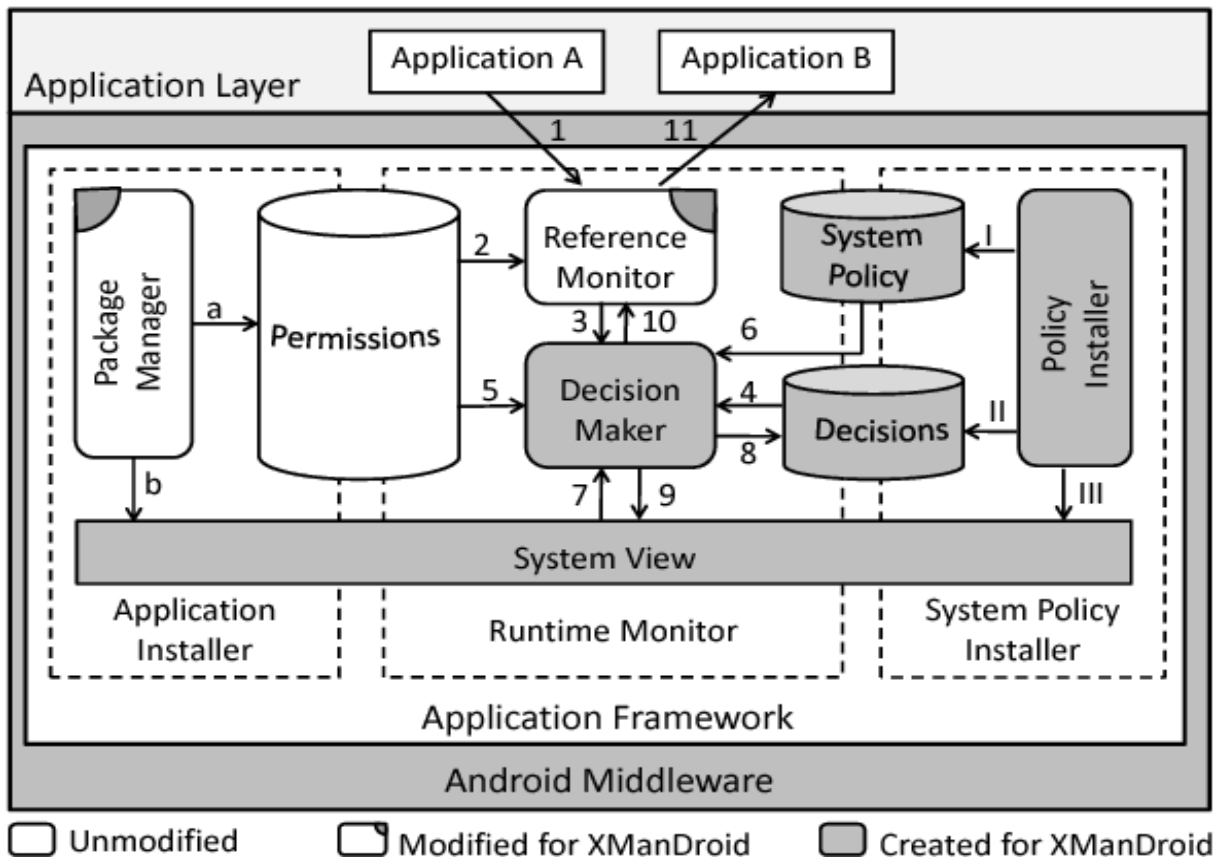 Application A
Application B
Application Layer
1
11
Package
Manager
a
b
Permissions
2
Reference
Monitor
3
10
System
Policy
I
6
Policy
Installer
5
Decision
Maker
4
8
Decisions
II
7
9
III
System View
Application
Installer
Runtime Monitor
System Policy
Installer
Application Framework
Android Middleware
Unmodified
Modified for XManDroid
Created for XManDroid